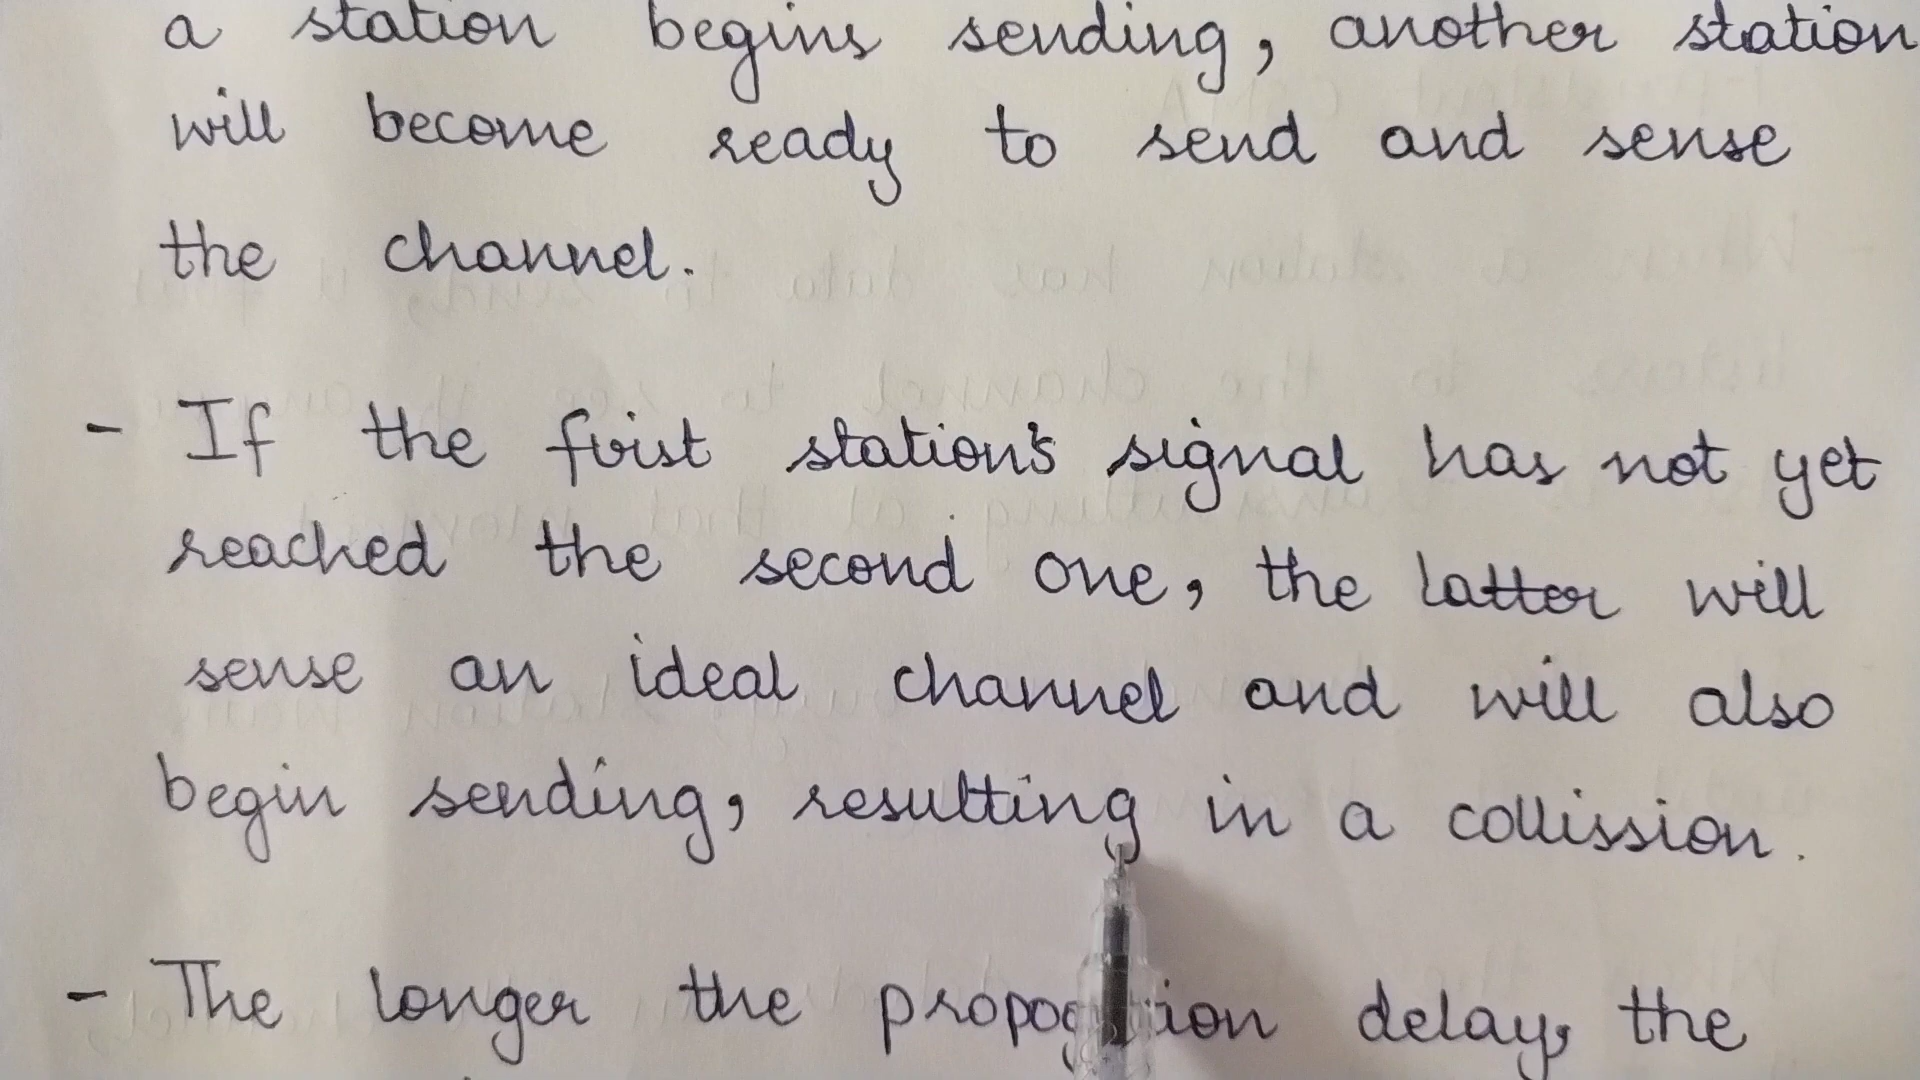 a station begins sending, another station
will become ready to send and sense
the channel.
- If the first station's signal has not yet
reached the second one, the latter will
sense an ideal channel and will also
begin sending, resulting in a collission.
- The longer the propogation delay, the